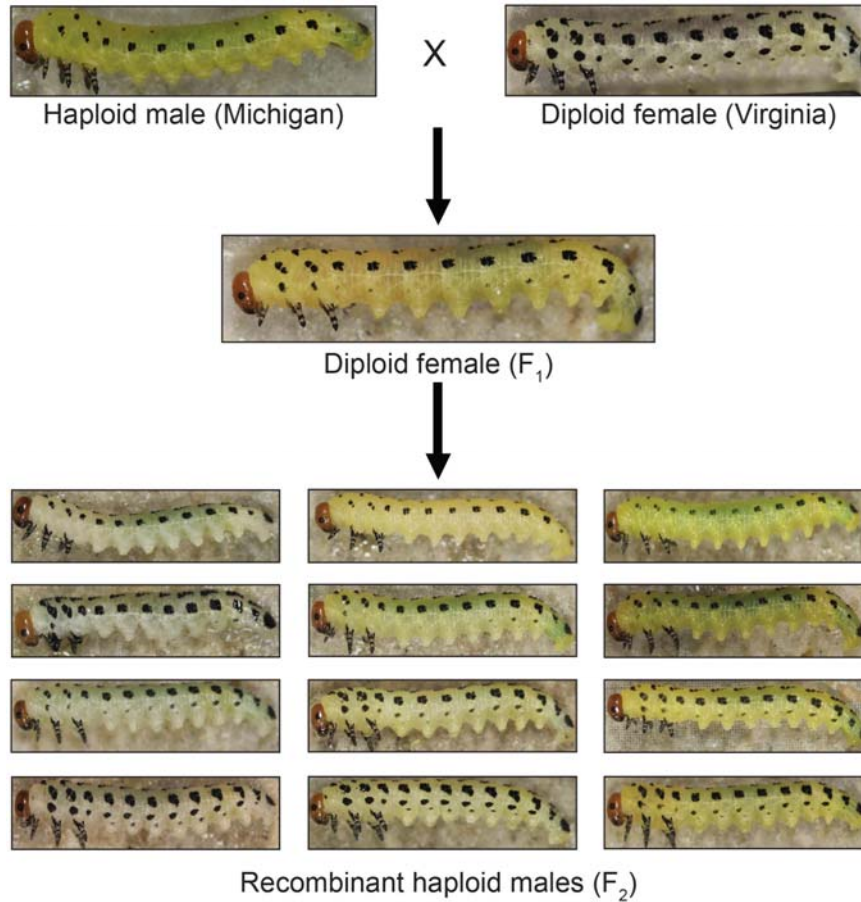 X
Haploid male (Michigan)
Diploid female (Virginia)
Diploid female (F₁)
Recombinant haploid males (F₂)